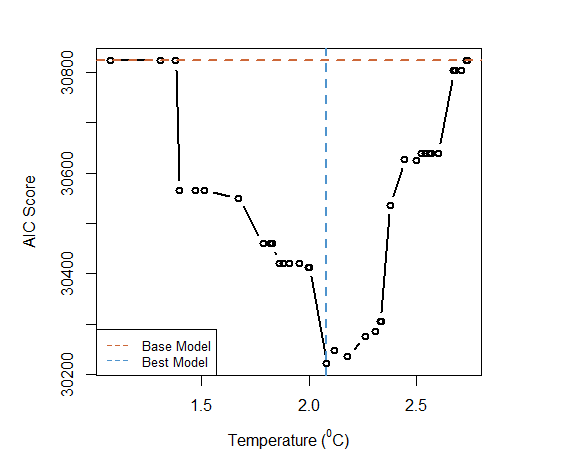 AIC Score
30800
30600
30400
30200
Base Model
Best Model
1.5 2.0 2.5
Temperature (⁰C)